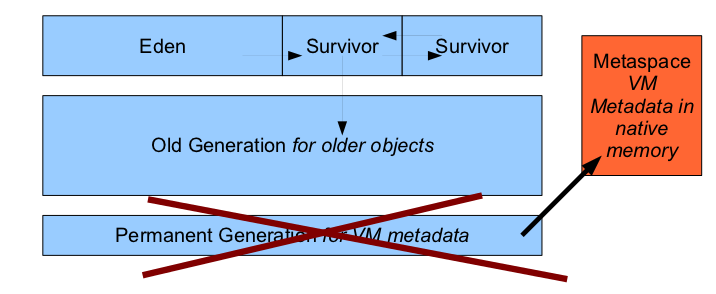 Eden
Survivor
Survivor
Metaspace
VM
Metadata in
native
memory
Old Generation for older objects
Permanent Generation for VM metadata